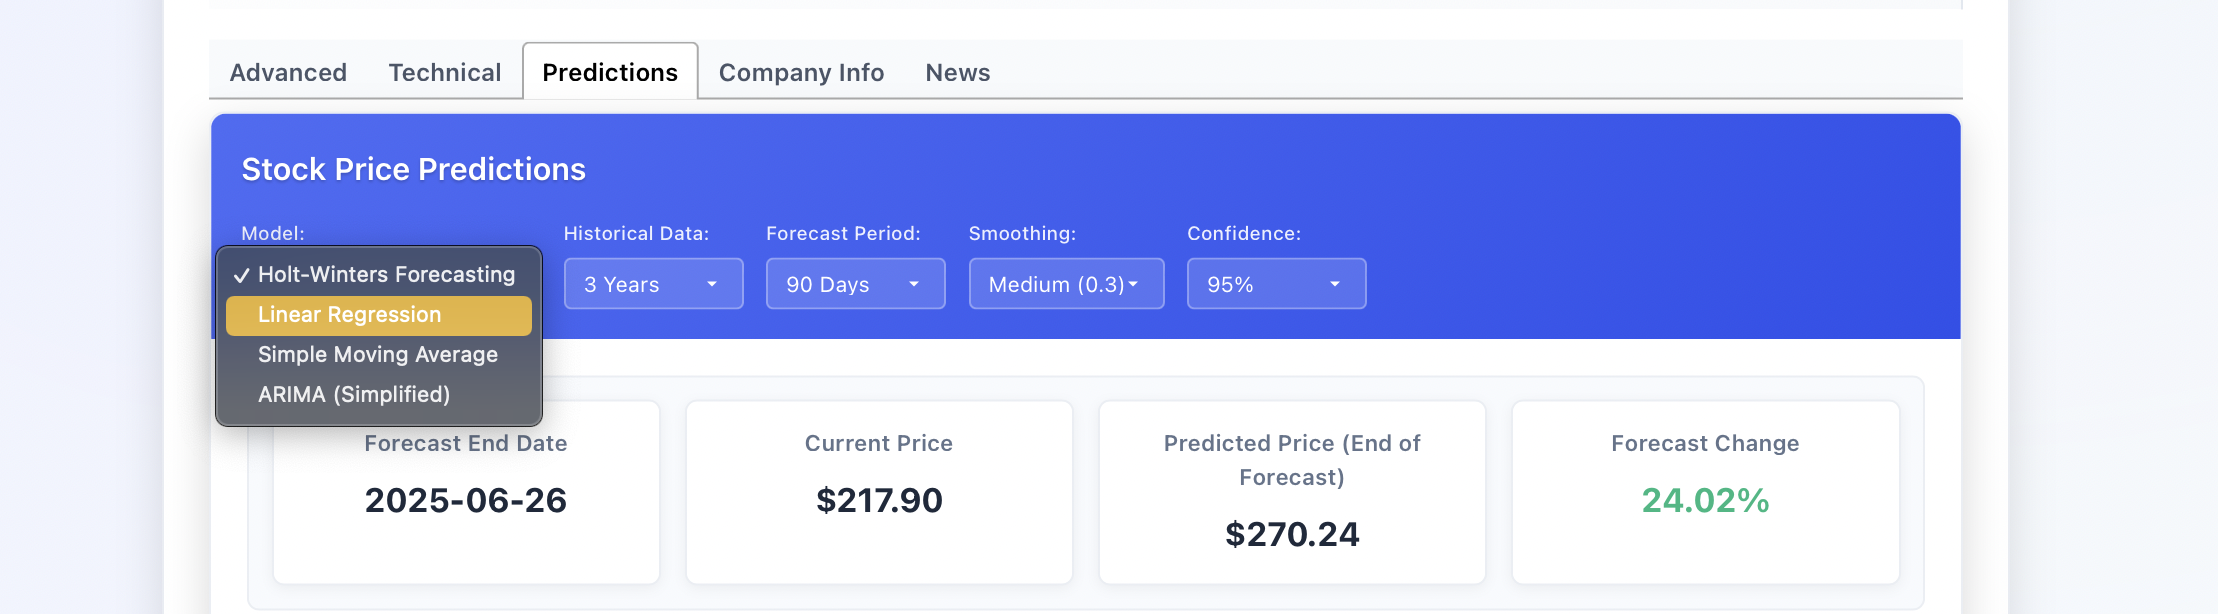 Advanced Technical Predictions Company Info News
Stock Price Predictions
Model: Historical Data: Forecast Period: Smoothing: Confidence:
✓ Holt-Winters Forecasting
Linear Regression
Simple Moving Average
ARIMA (Simplified)
3 Years 90 Days Medium (0.3) 95%
Forecast End Date
2025-06-26
Current Price
$217.90
Predicted Price (End of
Forecast)
$270.24
Forecast Change
24.02%